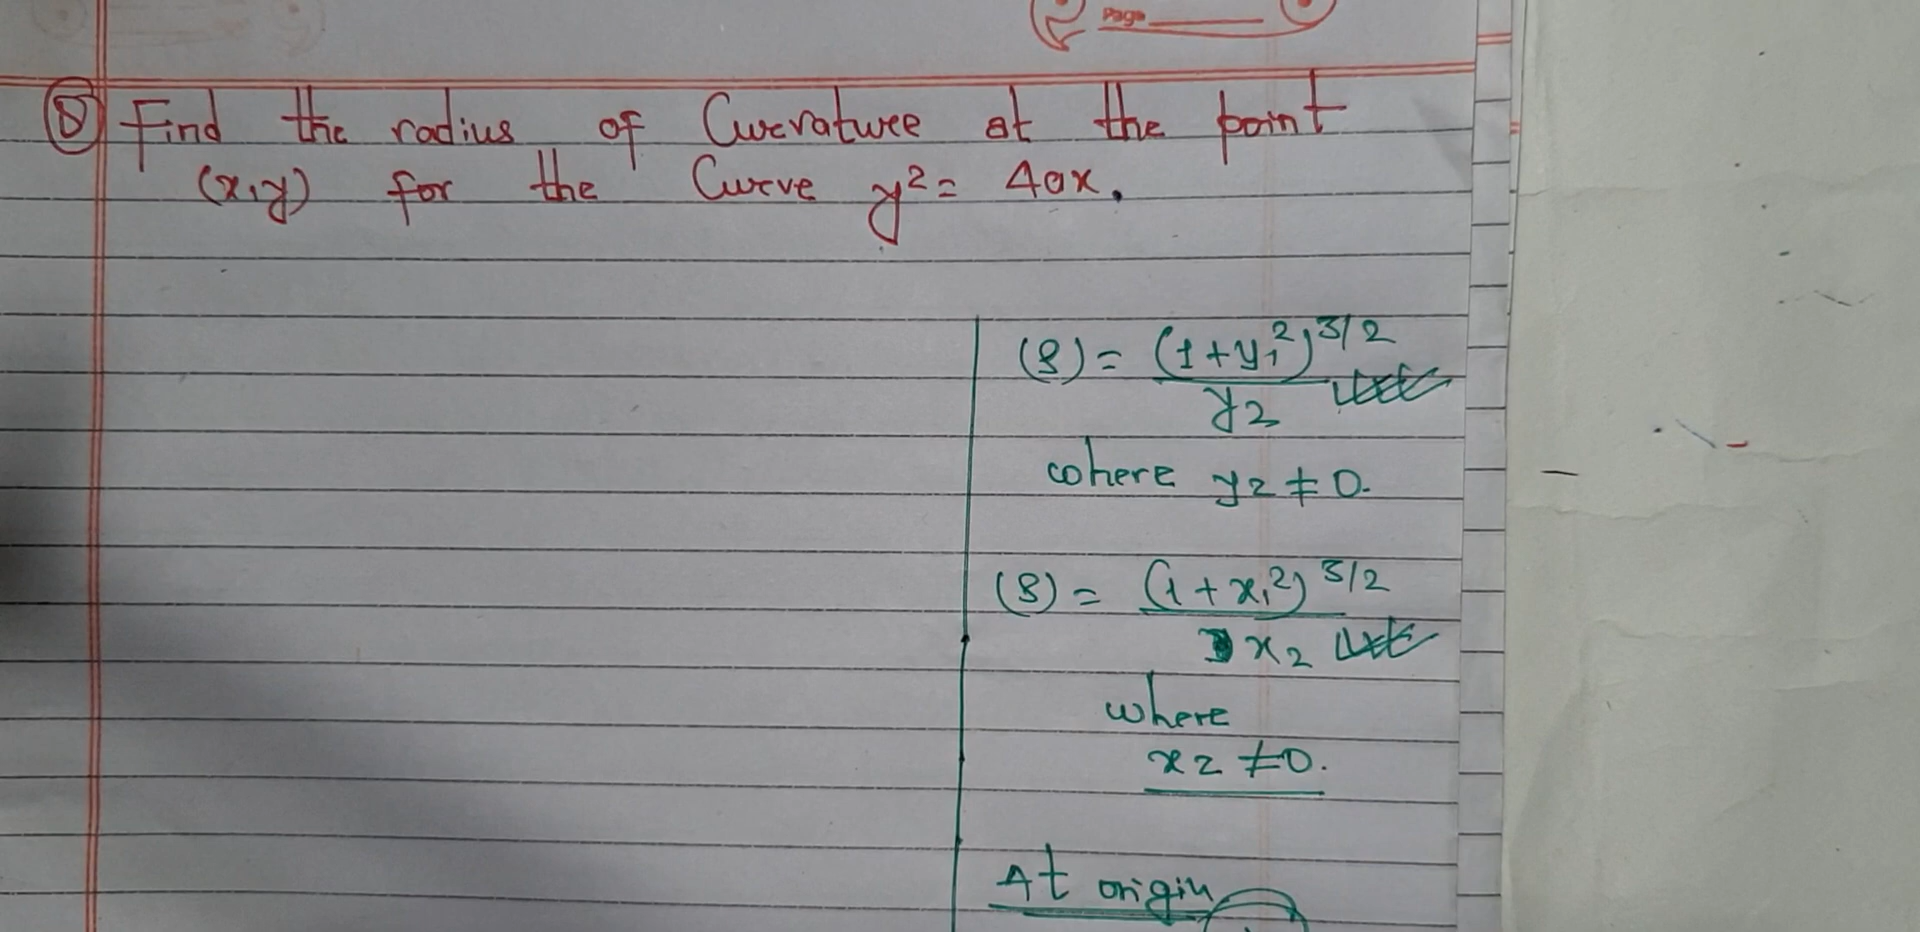 Page
⑧ Find the radius of Curvature at the point
(x,y) for the Curve y² = 4ax.
(ϱ) = (1+y₁²)^3/2 / y₂
where y₂ ≠ 0.
(ϱ) = (1+x₁²)^3/2 / x₂
where
x₂ ≠ 0.
At origin